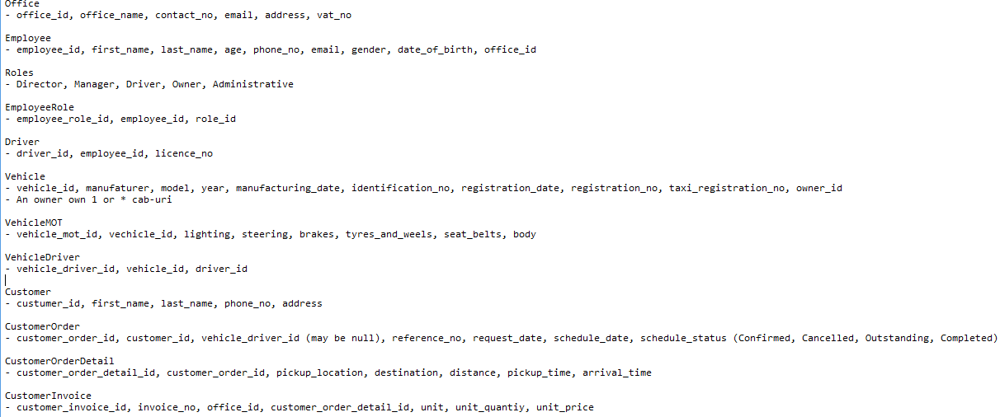 Office
- office_id, office_name, contact_no, email, address, vat_no
Employee
- employee_id, first_name, last_name, age, phone_no, email, gender, date_of_birth, office_id
Roles
- Director, Manager, Driver, Owner, Administrative
EmployeeRole
- employee_role_id, employee_id, role_id
Driver
- driver_id, employee_id, licence_no
Vehicle
- vehicle_id, manufaturer, model, year, manufacturing_date, identification_no, registration_date, registration_no, taxi_registration_no, owner_id
- An owner own 1 or * cab-uri
VehicleMOT
- vehicle_mot_id, vechicle_id, lighting, steering, brakes, tyres_and_weels, seat_belts, body
VehicleDriver
- vehicle_driver_id, vehicle_id, driver_id
Customer
- custumer_id, first_name, last_name, phone_no, address
CustomerOrder
- customer_order_id, customer_id, vehicle_driver_id (may be null), reference_no, request_date, schedule_date, schedule_status (Confirmed, Cancelled, Outstanding, Completed)
CustomerOrderDetail
- customer_order_detail_id, customer_order_id, pickup_location, destination, distance, pickup_time, arrival_time
CustomerInvoice
- customer_invoice_id, invoice_no, office_id, customer_order_detail_id, unit, unit_quantiy, unit_price